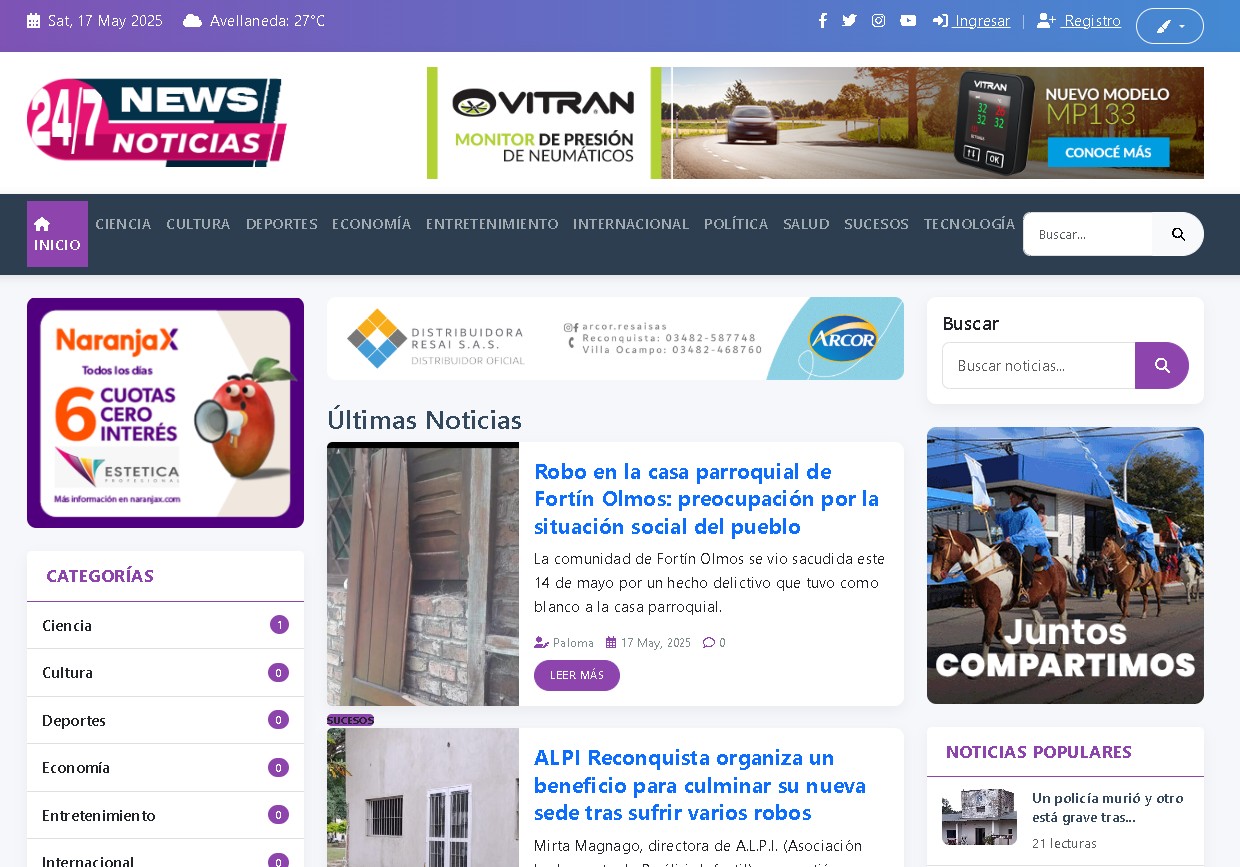 Sat, 17 May 2025
Avellaneda: 27°C
Ingresar
|
Registro
24/7 NEWS
NOTICIAS
VITRAN
MONITOR DE PRESIÓN
DE NEUMÁTICOS
VITRAN
NUEVO MODELO
MP133
CONOCÉ MÁS
OK
INICIO
CIENCIA
CULTURA
DEPORTES
ECONOMÍA
ENTRETENIMIENTO
INTERNACIONAL
POLÍTICA
SALUD
SUCESOS
TECNOLOGÍA
Buscar...
NaranjaX
Todos los días
6 CUOTAS
CERO
INTERÉS
ESTETICA
PROFESIONAL
Más información en naranjax.com
CATEGORÍAS
Ciencia 1
Cultura 0
Deportes 0
Economía 0
Entretenimiento 0
Internacional 0
DISTRIBUIDORA
RESAI S.A.S.
DISTRIBUIDOR OFICIAL
arcor.resaisas
Reconquista: 03482-587748
Villa Ocampo: 03482-468760
ARCOR
Últimas Noticias
Robo en la casa parroquial de
Fortín Olmos: preocupación por la
situación social del pueblo
La comunidad de Fortín Olmos se vio sacudida este
14 de mayo por un hecho delictivo que tuvo como
blanco a la casa parroquial.
Paloma 17 May, 2025 0
LEER MÁS
SUCESOS
ALPI Reconquista organiza un
beneficio para culminar su nueva
sede tras sufrir varios robos
Mirta Magnago, directora de A.L.P.I. (Asociación
Buscar
Buscar noticias...
Juntos
COMPARTIMOS
NOTICIAS POPULARES
Un policía murió y otro
está grave tras...
21 lecturas